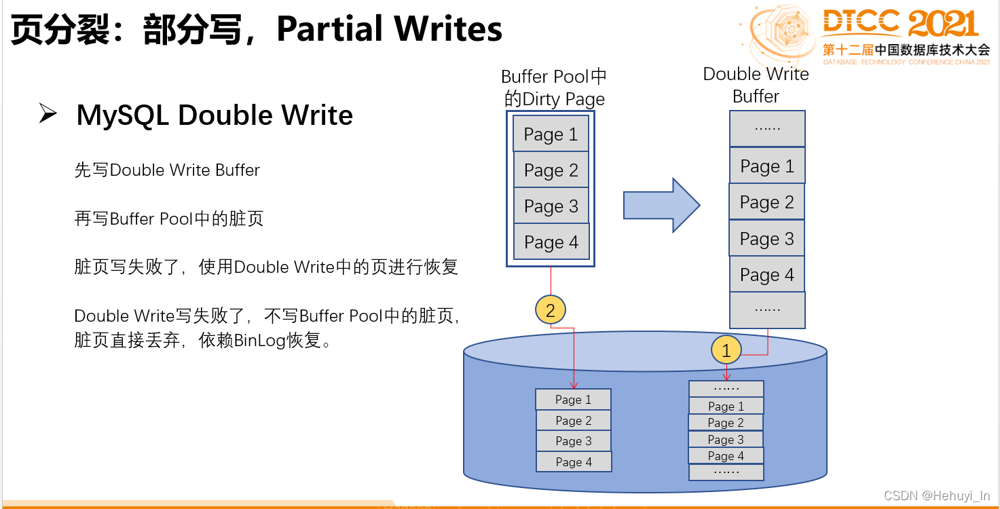 页分裂：部分写，Partial Writes
DTCC 2021
第十二届中国数据库技术大会
DATABASE TECHNOLOGY CONFERENCE CHINA 2021
➢ MySQL Double Write
先写Double Write Buffer
再写Buffer Pool中的脏页
脏页写失败了，使用Double Write中的页进行恢复
Double Write写失败了，不写Buffer Pool中的脏页，
脏页直接丢弃，依赖BinLog恢复。
Buffer Pool中
的Dirty Page
Page 1
Page 2
Page 3
Page 4
Double Write
Buffer
……
Page 1
Page 2
Page 3
Page 4
……
2
1
Page 1
Page 2
Page 3
Page 4
……
Page 1
Page 2
Page 3
Page 4
……
CSDN @Hehuyi_In